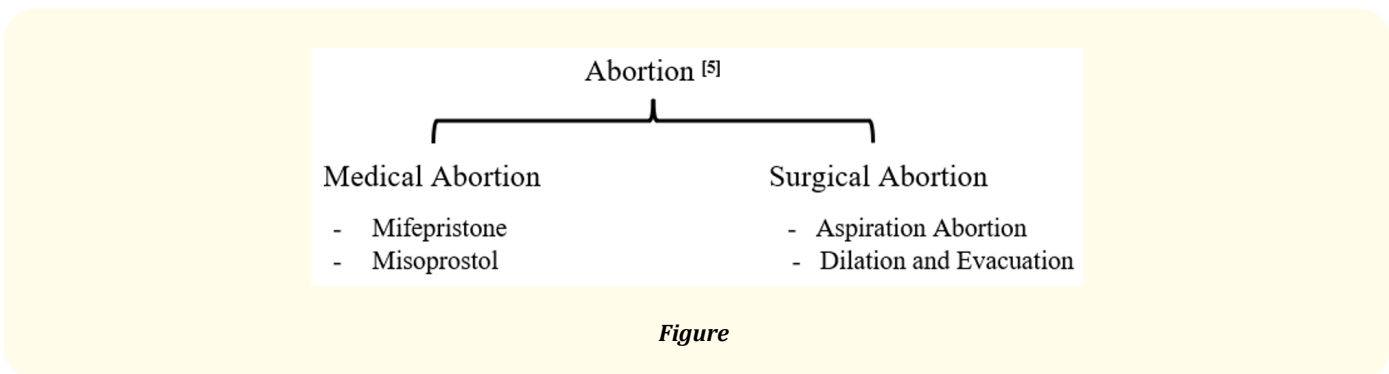 Abortion [5]
Medical Abortion
- Mifepristone
- Misoprostol
Surgical Abortion
- Aspiration Abortion
- Dilation and Evacuation
Figure